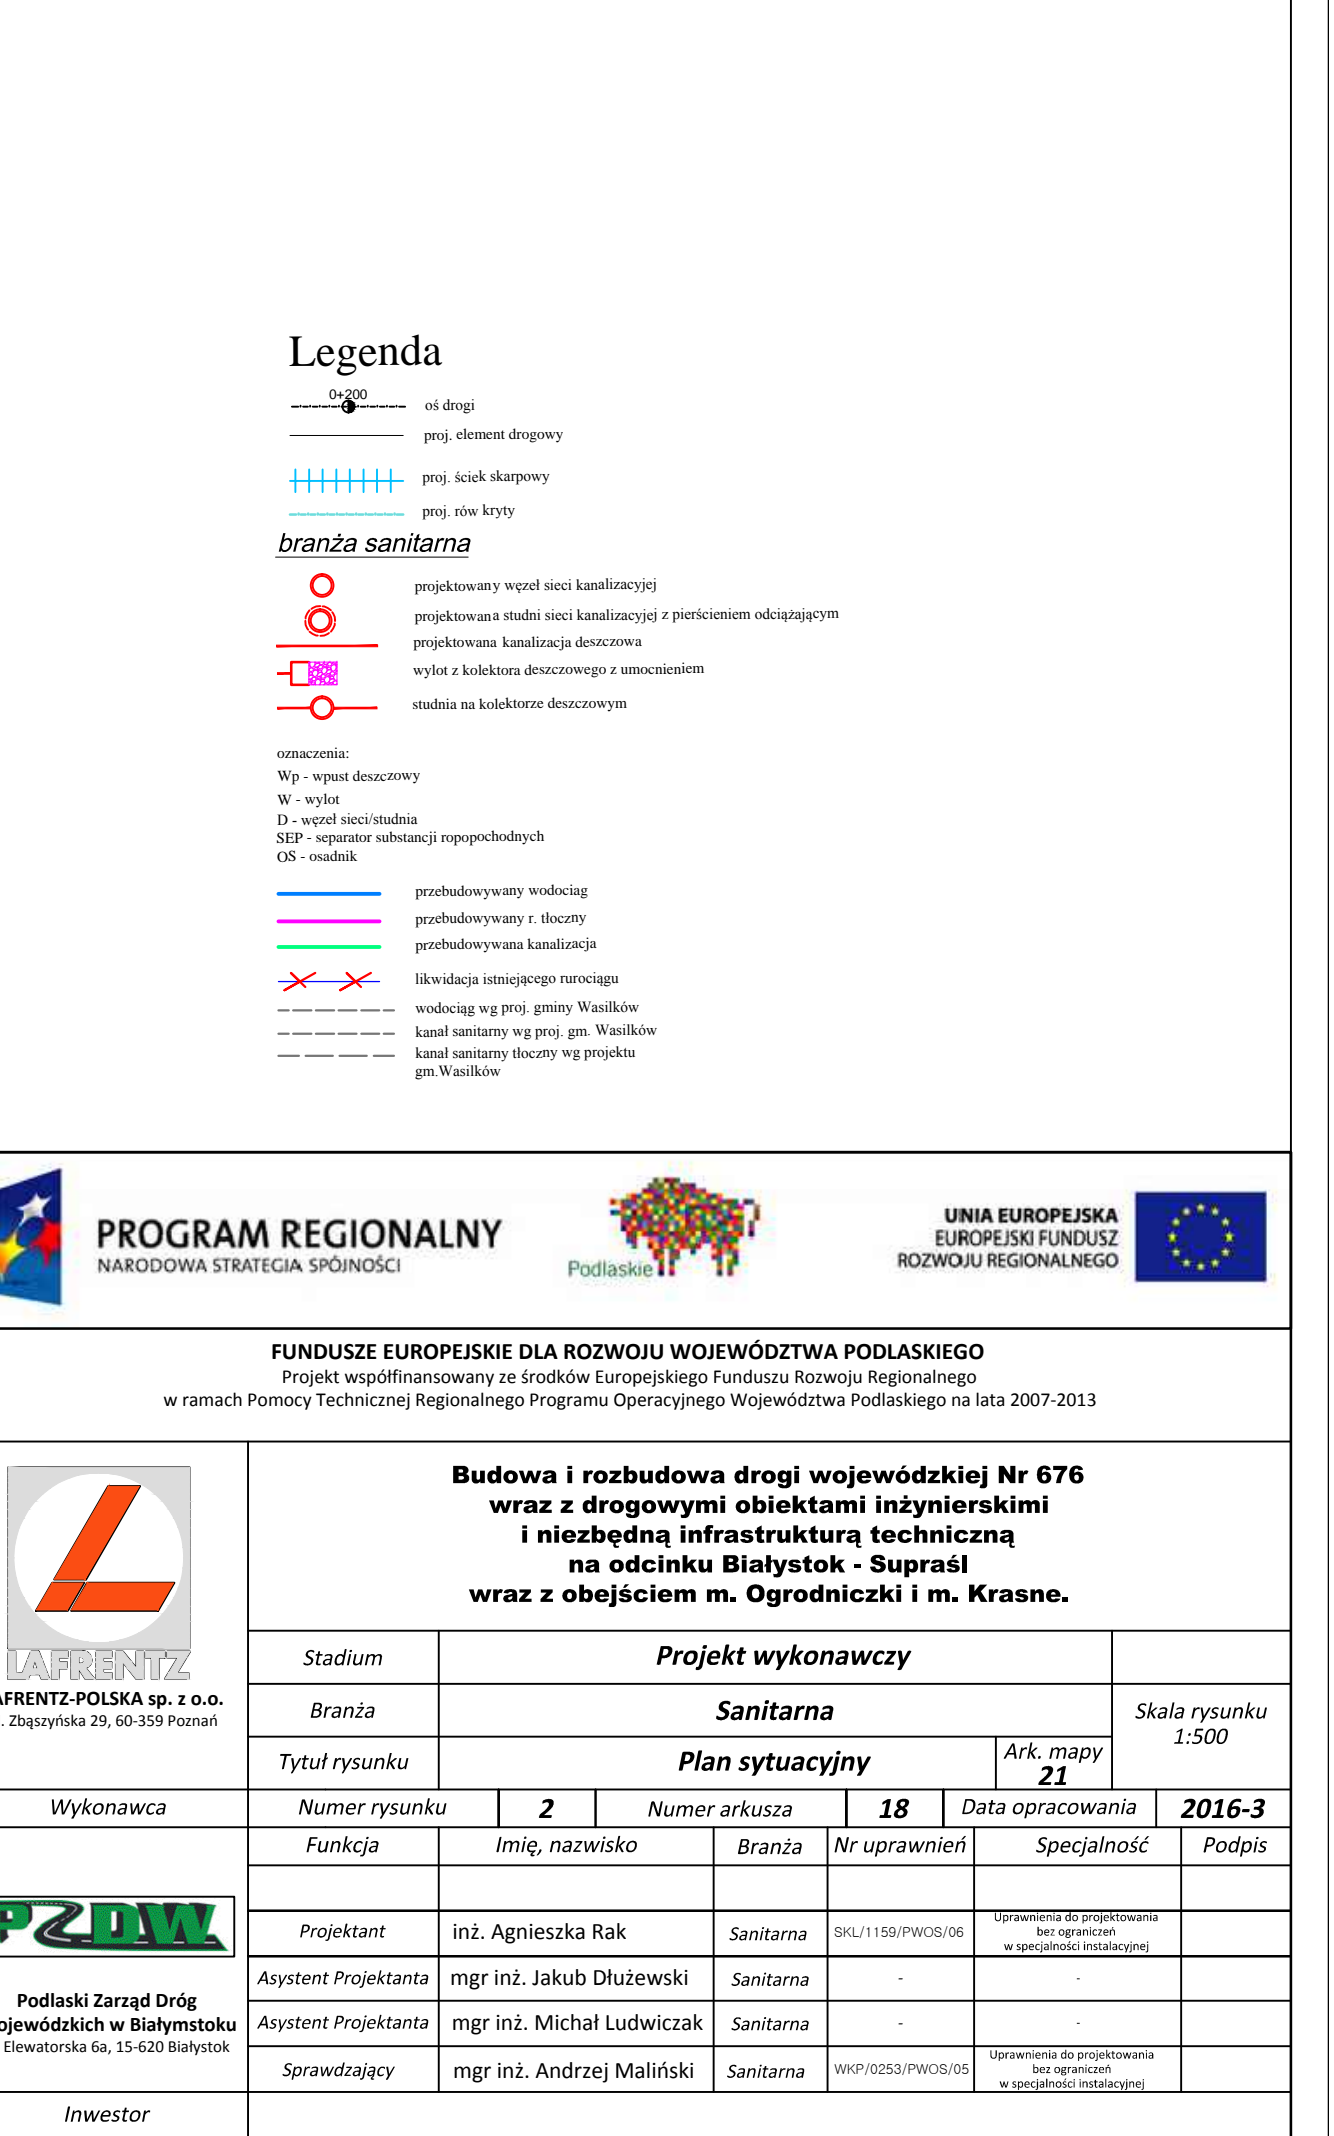 Legenda
0+200
oś drogi
proj. element drogowy
proj. ściek skarpowy
proj. rów kryty
branża sanitarna
projektowany węzeł sieci kanalizacyjej
projektowana studni sieci kanalizacyjej z pierścieniem odciążającym
projektowana kanalizacja deszczowa
wylot z kolektora deszczowego z umocnieniem
studnia na kolektorze deszczowym
oznaczenia:
Wp - wpust deszczowy
W - wylot
D - węzeł sieci/studnia
SEP - separator substancji ropopochodnych
OS - osadnik
przebudowywany wodociag
przebudowywany r. tłoczny
przebudowywana kanalizacja
likwidacja istniejącego rurociągu
wodociąg wg proj. gminy Wasilków
kanał sanitarny wg proj. gm. Wasilków
kanał sanitarny tłoczny wg projektu
gm.Wasilków
PROGRAM REGIONALNY
NARODOWA STRATEGIA SPÓJNOŚCI
Podlaskie
UNIA EUROPEJSKA
EUROPEJSKI FUNDUSZ
ROZWOJU REGIONALNEGO
FUNDUSZE EUROPEJSKIE DLA ROZWOJU WOJEWÓDZTWA PODLASKIEGO
Projekt współfinansowany ze środków Europejskiego Funduszu Rozwoju Regionalnego
w ramach Pomocy Technicznej Regionalnego Programu Operacyjnego Województwa Podlaskiego na lata 2007-2013
LAFRENTZ
AFRENTZ-POLSKA sp. z o.o.
. Zbąszyńska 29, 60-359 Poznań
Budowa i rozbudowa drogi wojewódzkiej Nr 676
wraz z drogowymi obiektami inżynierskimi
i niezbędną infrastrukturą techniczną
na odcinku Białystok - Supraśl
wraz z obejściem m. Ogrodniczki i m. Krasne.
Stadium Projekt wykonawczy
Branża Sanitarna Skala rysunku
1:500
Tytuł rysunku Plan sytuacyjny Ark. mapy
21
Wykonawca Numer rysunku 2 Numer arkusza 18 Data opracowania 2016-3
Funkcja Imię, nazwisko Branża Nr uprawnień Specjalność Podpis
PZDW
Projektant inż. Agnieszka Rak Sanitarna SKL/1159/PWOS/06 Uprawnienia do projektowania
bez ograniczeń
w specjalności instalacyjnej
Asystent Projektanta mgr inż. Jakub Dłużewski Sanitarna - -
Podlaski Zarząd Dróg
ojewódzkich w Białymstoku
Elewatorska 6a, 15-620 Białystok
Asystent Projektanta mgr inż. Michał Ludwiczak Sanitarna - -
Sprawdzający mgr inż. Andrzej Maliński Sanitarna WKP/0253/PWOS/05 Uprawnienia do projektowania
bez ograniczeń
w specjalności instalacyjnej
Inwestor